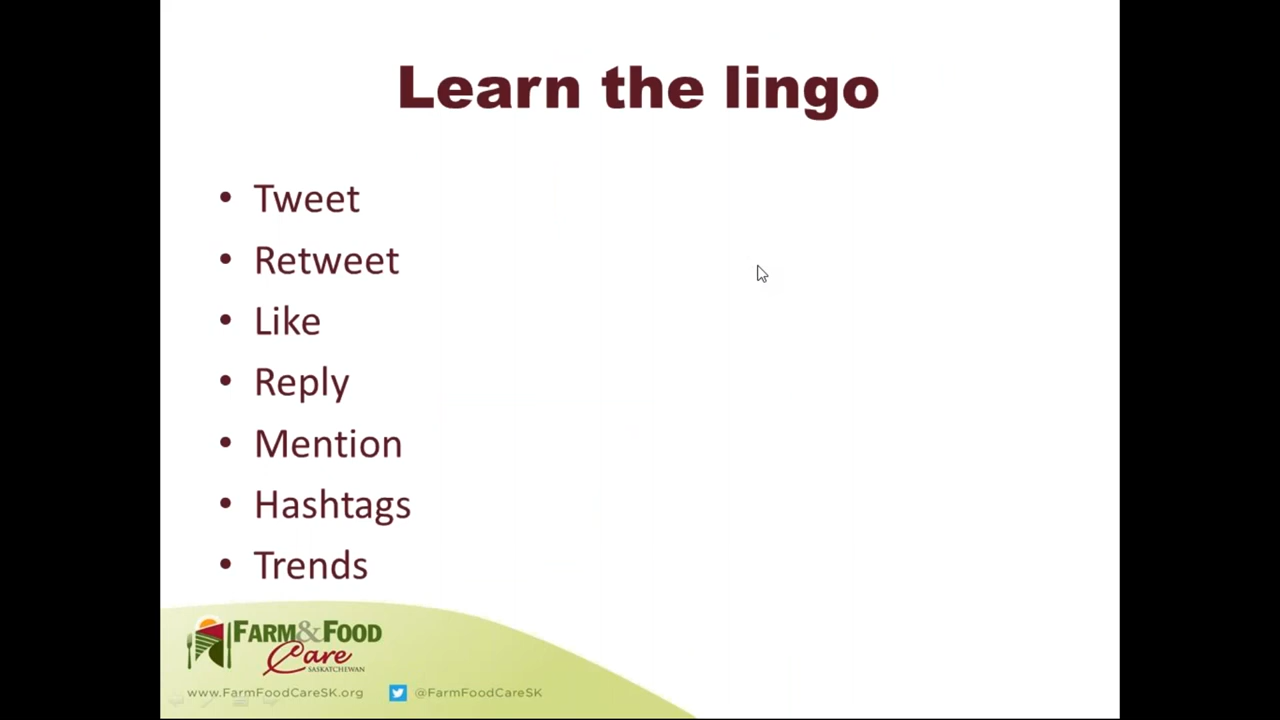 Learn the lingo
• Tweet
• Retweet
• Like
• Reply
• Mention
• Hashtags
• Trends
FARM&FOOD
Care
SASKATCHEWAN
www.FarmFoodCareSK.org @FarmFoodCareSK